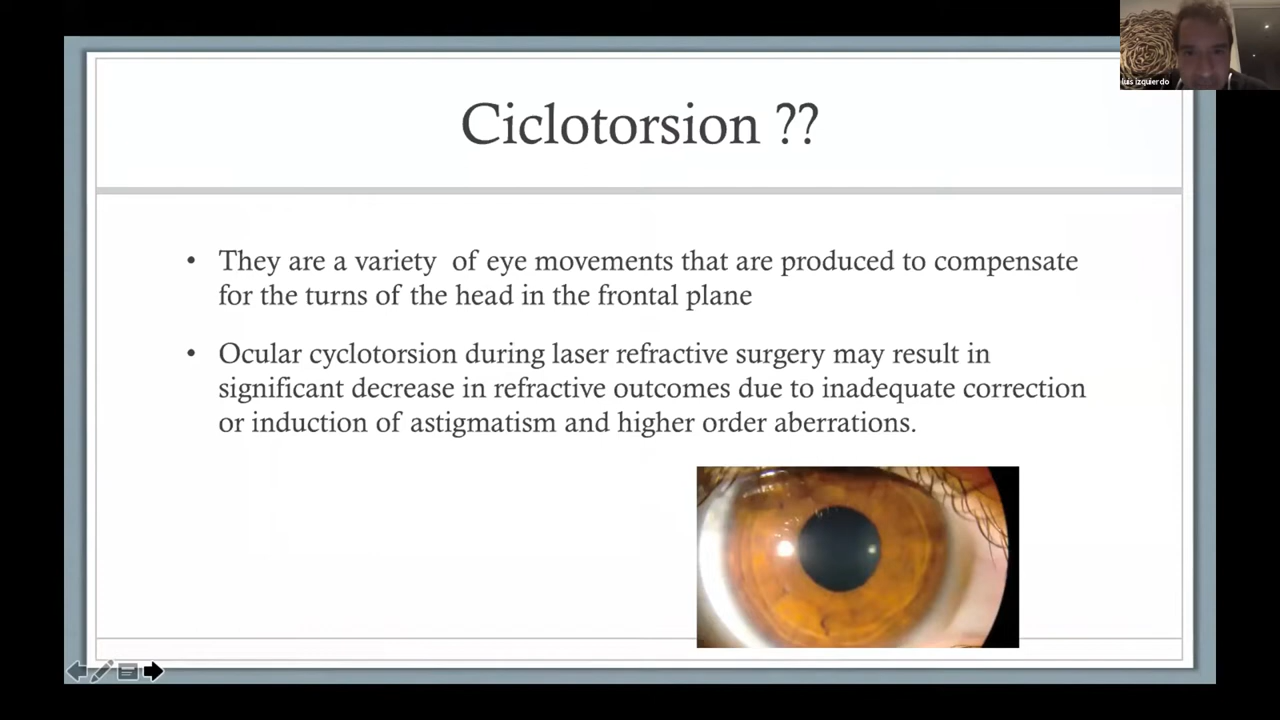 luis izquierdo
Ciclotorsion ??
• They are a variety of eye movements that are produced to compensate
for the turns of the head in the frontal plane
• Ocular cyclotorsion during laser refractive surgery may result in
significant decrease in refractive outcomes due to inadequate correction
or induction of astigmatism and higher order aberrations.